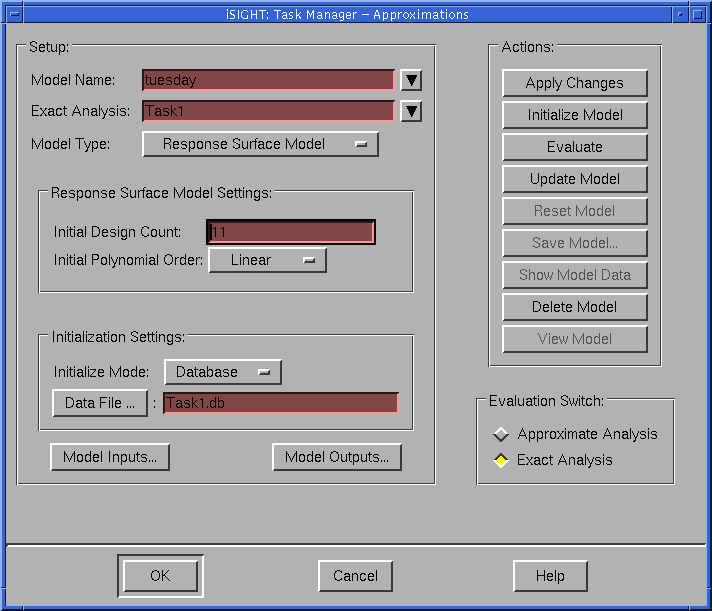 iSIGHT: Task Manager – Approximations
Setup:
Model Name: tuesday
Exact Analysis: Task1
Model Type: Response Surface Model
Response Surface Model Settings:
Initial Design Count: 11
Initial Polynomial Order: Linear
Initialization Settings:
Initialize Mode: Database
Data File ... : Task1.db
Model Inputs...
Model Outputs...
Actions:
Apply Changes
Initialize Model
Evaluate
Update Model
Reset Model
Save Model...
Show Model Data
Delete Model
View Model
Evaluation Switch:
Approximate Analysis
Exact Analysis
OK
Cancel
Help